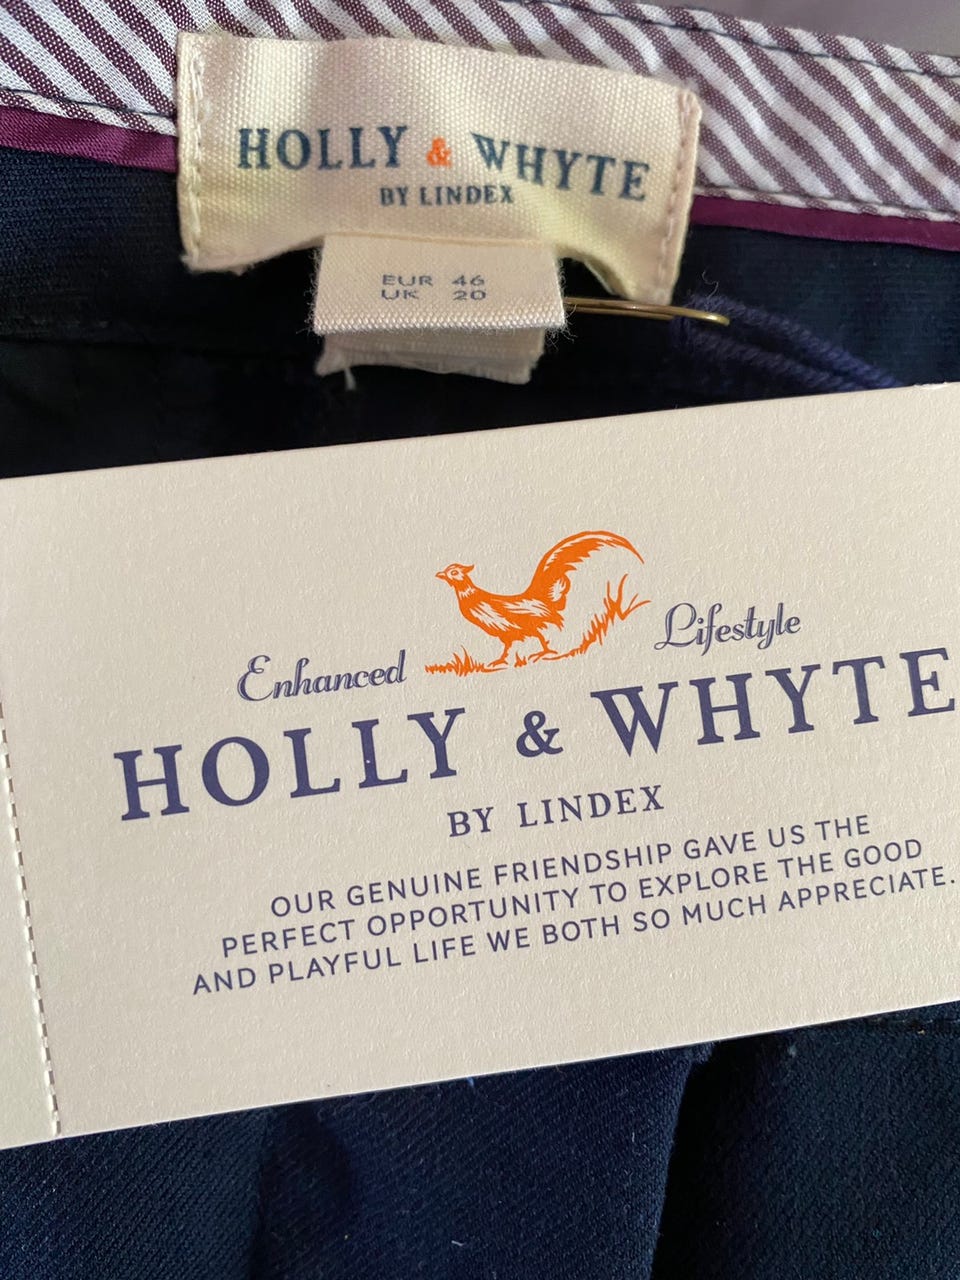 HOLLY & WHYTE
BY LINDEX
EUR 46
UK 20
Enhanced Lifestyle
HOLLY & WHYTE
BY LINDEX
OUR GENUINE FRIENDSHIP GAVE US THE
PERFECT OPPORTUNITY TO EXPLORE THE GOOD
AND PLAYFUL LIFE WE BOTH SO MUCH APPRECIATE.